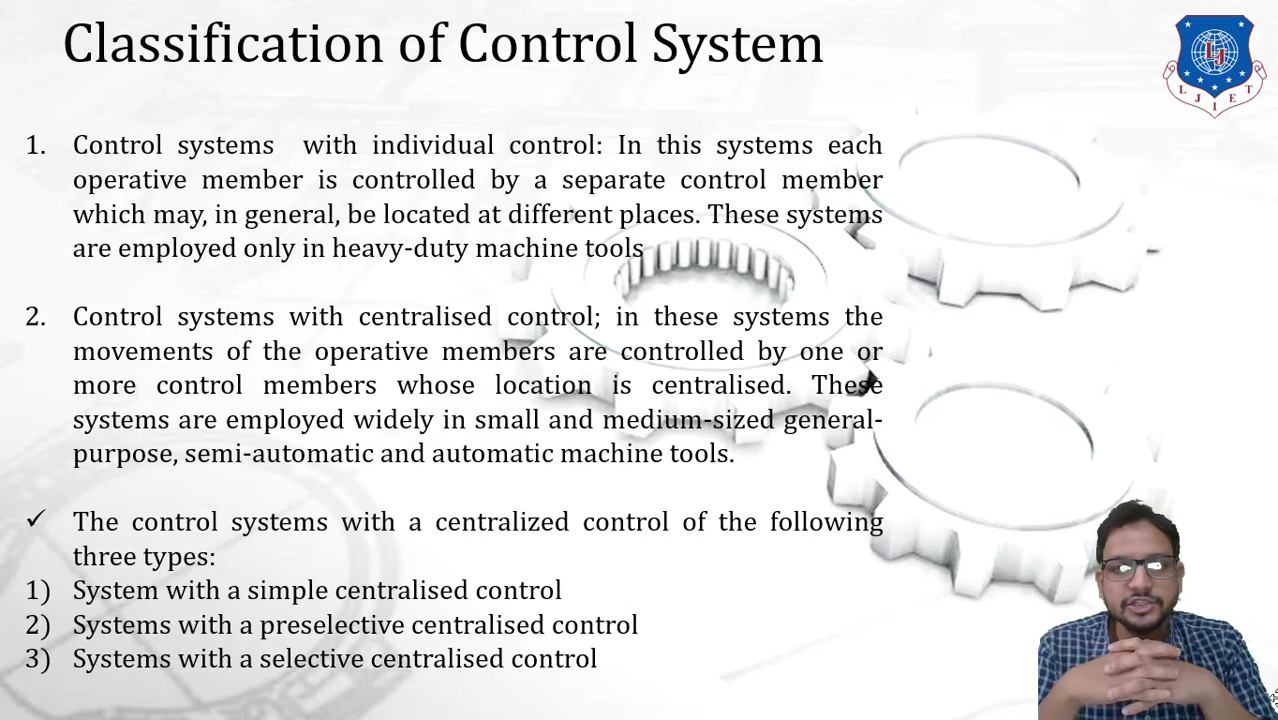 Classification of Control System
L J I E T
LJ
1. Control systems with individual control: In this systems each
operative member is controlled by a separate control member
which may, in general, be located at different places. These systems
are employed only in heavy-duty machine tools
2. Control systems with centralised control; in these systems the
movements of the operative members are controlled by one or
more control members whose location is centralised. These
systems are employed widely in small and medium-sized general-
purpose, semi-automatic and automatic machine tools.
✓ The control systems with a centralized control of the following
three types:
1) System with a simple centralised control
2) Systems with a preselective centralised control
3) Systems with a selective centralised control